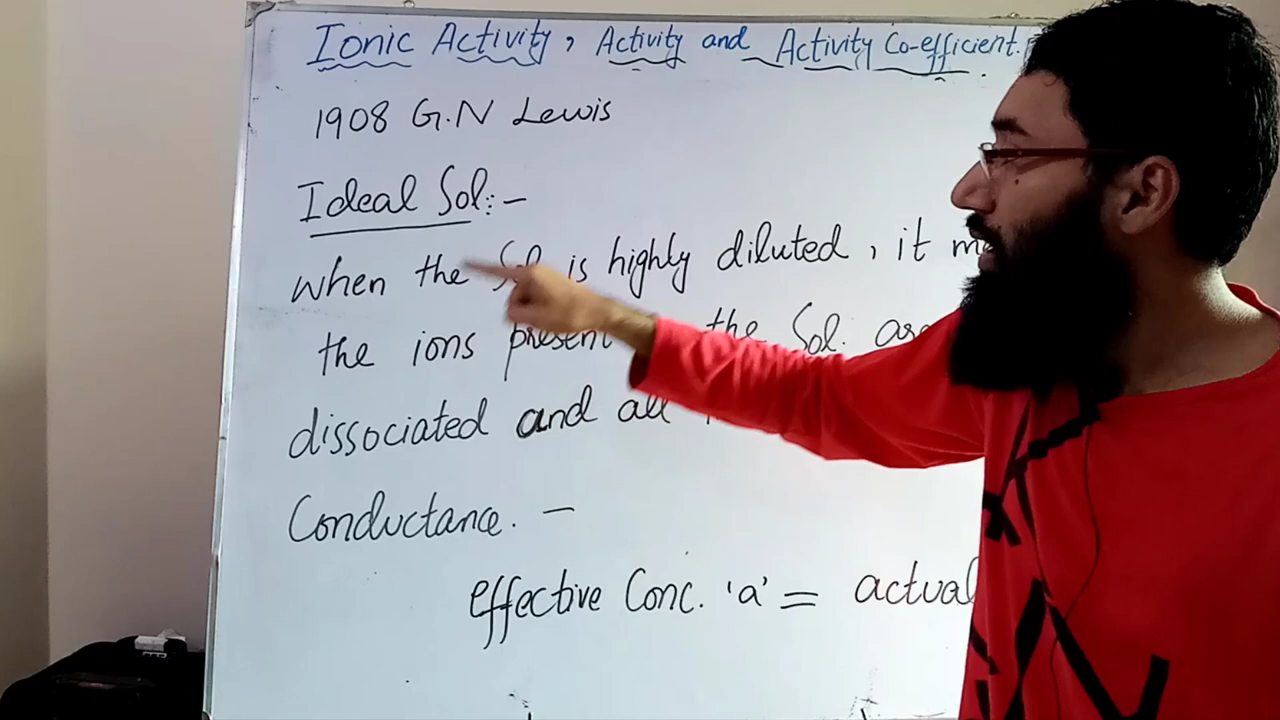 Ionic Activity, Activity and Activity Co-efficient.
1908 G.N Lewis
Ideal Sol:-
when the Sol is highly diluted, it
the ions present the Sol. are
dissociated and all
Conductance. —
effective Conc. 'a' = actual